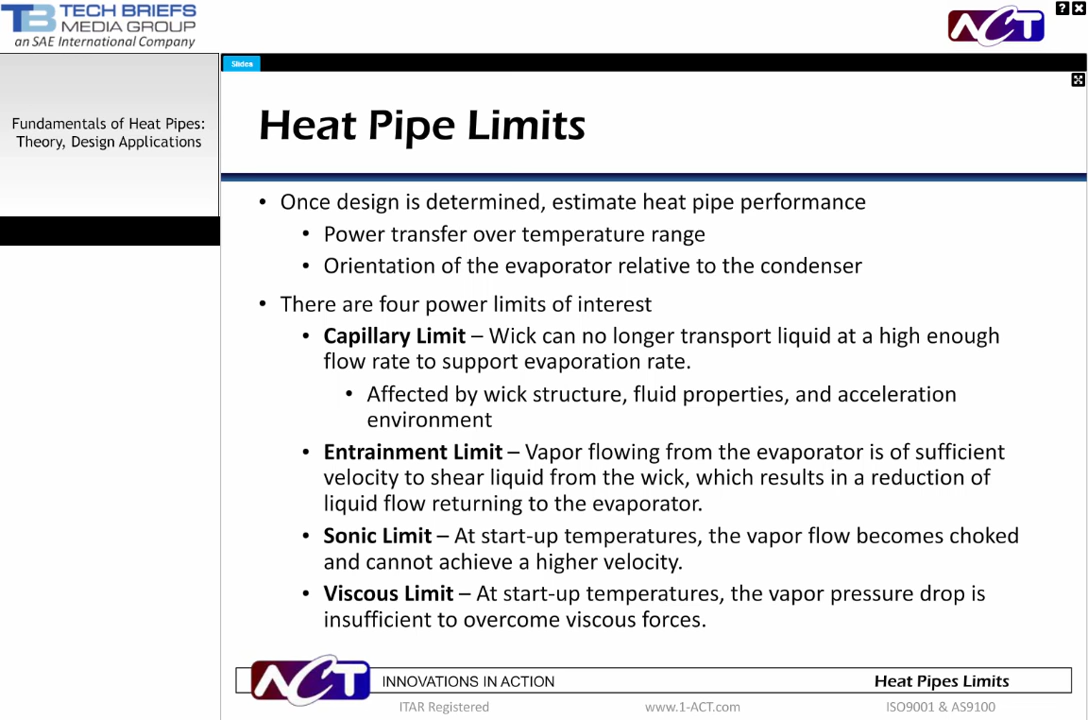 TB TECH BRIEFS
MEDIA GROUP
an SAE International Company
ACT
? X
Slides
Fundamentals of Heat Pipes:
Theory, Design Applications
Heat Pipe Limits
• Once design is determined, estimate heat pipe performance
• Power transfer over temperature range
• Orientation of the evaporator relative to the condenser
• There are four power limits of interest
• Capillary Limit – Wick can no longer transport liquid at a high enough
flow rate to support evaporation rate.
• Affected by wick structure, fluid properties, and acceleration
environment
• Entrainment Limit – Vapor flowing from the evaporator is of sufficient
velocity to shear liquid from the wick, which results in a reduction of
liquid flow returning to the evaporator.
• Sonic Limit – At start-up temperatures, the vapor flow becomes choked
and cannot achieve a higher velocity.
• Viscous Limit – At start-up temperatures, the vapor pressure drop is
insufficient to overcome viscous forces.
ACT INNOVATIONS IN ACTION Heat Pipes Limits
ITAR Registered www.1-ACT.com ISO9001 & AS9100